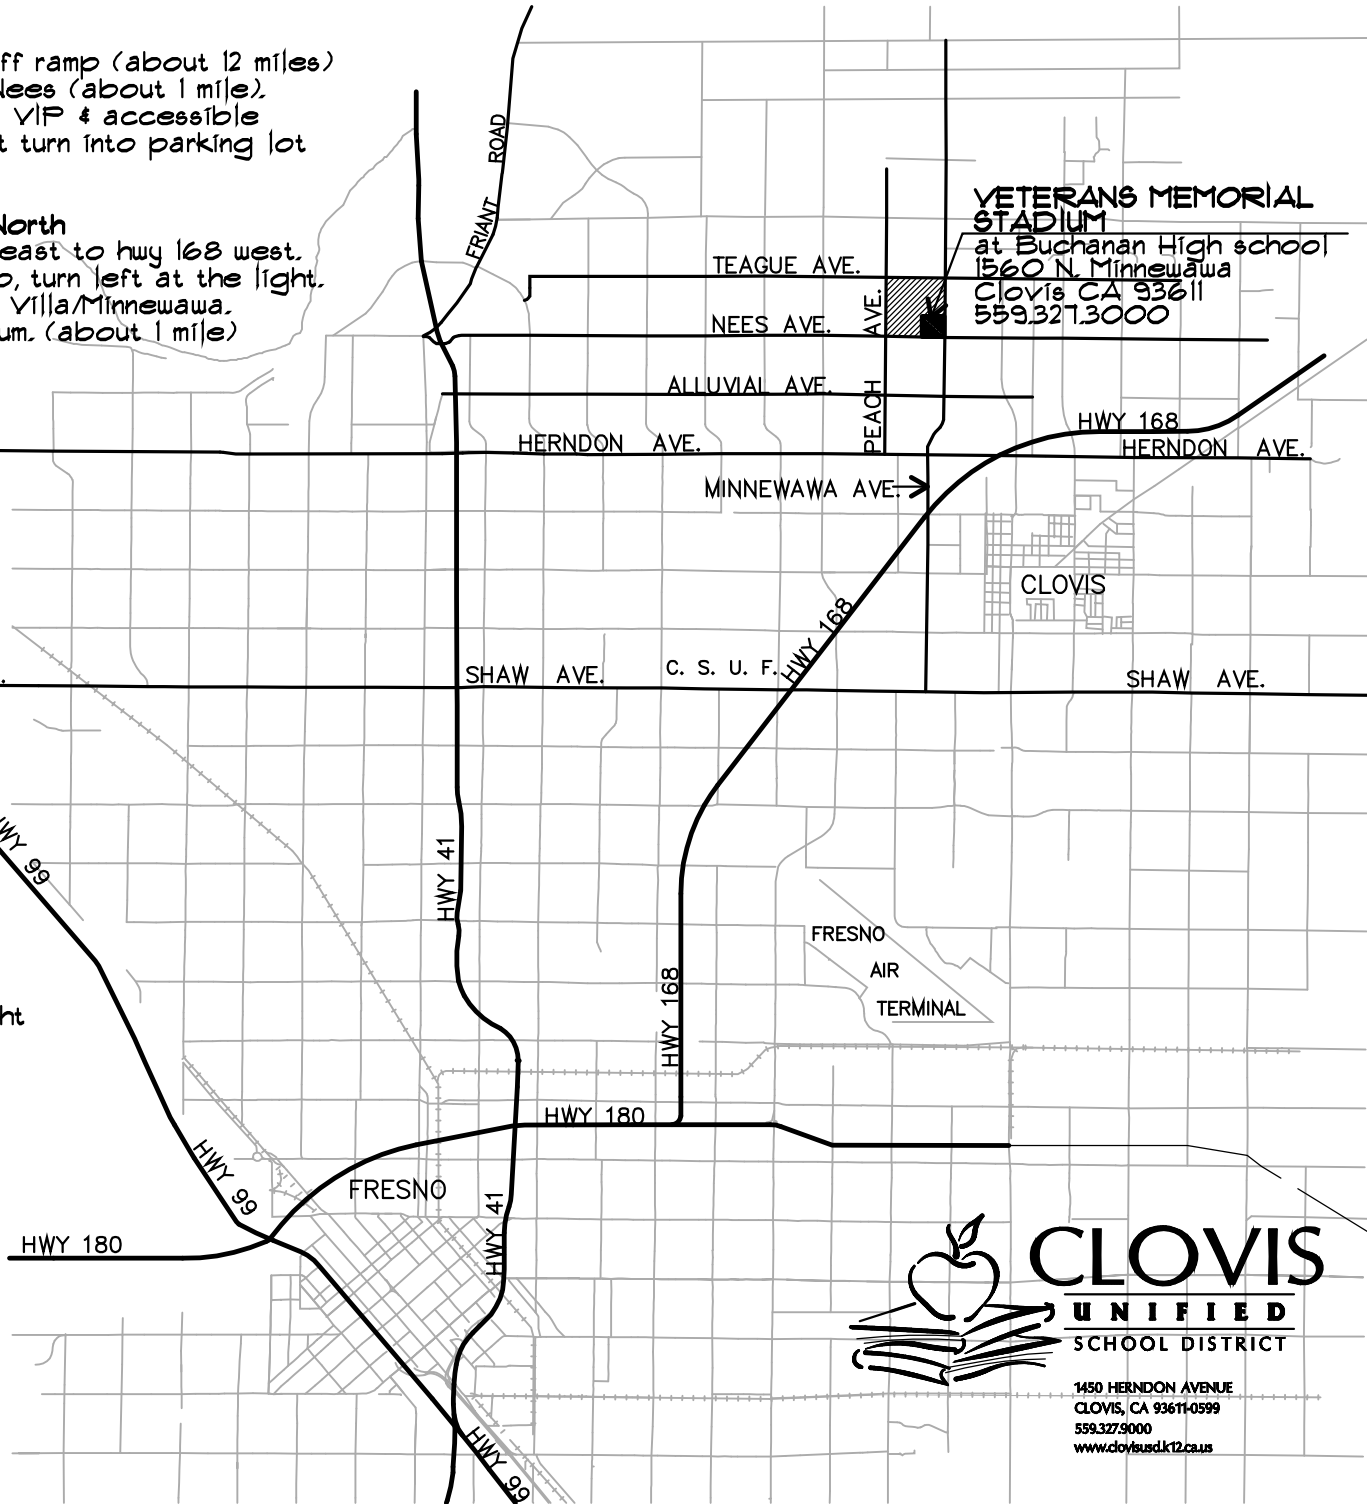 ff ramp (about 12 miles)
Nees (about 1 mile).
VIP & accessible
t turn into parking lot
North
east to hwy 168 west.
o, turn left at the light.
Villa/Minnewawa.
um. (about 1 mile)
FRIANT ROAD
VETERANS MEMORIAL
STADIUM
at Buchanan High school
1560 N. Minnewawa
Clovis CA 93611
559.327.3000
TEAGUE AVE.
NEES AVE.
PEACH AVE.
ALLUVIAL AVE.
HWY 168
HERNDON AVE.
HERNDON AVE.
MINNEWAWA AVE.
CLOVIS
HWY 168
SHAW AVE.
C. S. U. F.
SHAW AVE.
HWY 99
HWY 41
FRESNO
AIR
TERMINAL
HWY 168
ht
HWY 180
HWY 99
FRESNO
HWY 41
HWY 180
HWY 99
CLOVIS
UNIFIED
SCHOOL DISTRICT
1450 HERNDON AVENUE
CLOVIS, CA 93611-0599
559.327.9000
www.clovisusd.k12.ca.us